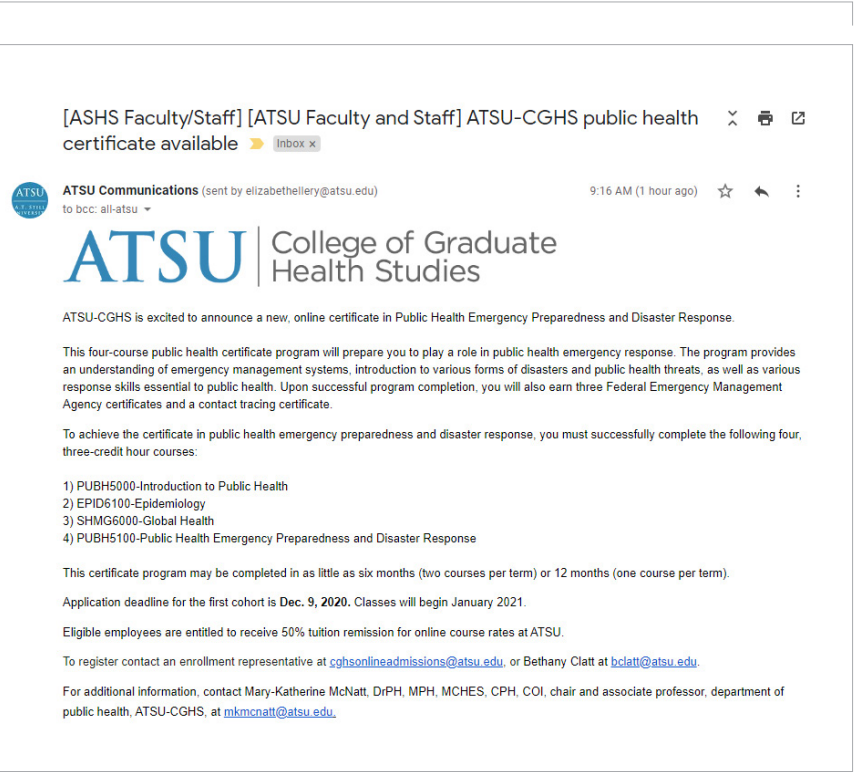 [ASHS Faculty/Staff] [ATSU Faculty and Staff] ATSU-CGHS public health
certificate available Inbox x
ATSU Communications (sent by elizabethellery@atsu.edu) 9:16 AM (1 hour ago)
to bcc: all-atsu
ATSU
A.T. STILL
UNIVERSITY
ATSU College of Graduate
Health Studies
ATSU-CGHS is excited to announce a new, online certificate in Public Health Emergency Preparedness and Disaster Response.
This four-course public health certificate program will prepare you to play a role in public health emergency response. The program provides
an understanding of emergency management systems, introduction to various forms of disasters and public health threats, as well as various
response skills essential to public health. Upon successful program completion, you will also earn three Federal Emergency Management
Agency certificates and a contact tracing certificate.
To achieve the certificate in public health emergency preparedness and disaster response, you must successfully complete the following four,
three-credit hour courses:
1) PUBH5000-Introduction to Public Health
2) EPID6100-Epidemiology
3) SHMG6000-Global Health
4) PUBH5100-Public Health Emergency Preparedness and Disaster Response
This certificate program may be completed in as little as six months (two courses per term) or 12 months (one course per term).
Application deadline for the first cohort is Dec. 9, 2020. Classes will begin January 2021.
Eligible employees are entitled to receive 50% tuition remission for online course rates at ATSU.
To register contact an enrollment representative at cghsonlineadmissions@atsu.edu, or Bethany Clatt at bclatt@atsu.edu.
For additional information, contact Mary-Katherine McNatt, DrPH, MPH, MCHES, CPH, COI, chair and associate professor, department of
public health, ATSU-CGHS, at mkmcnatt@atsu.edu.